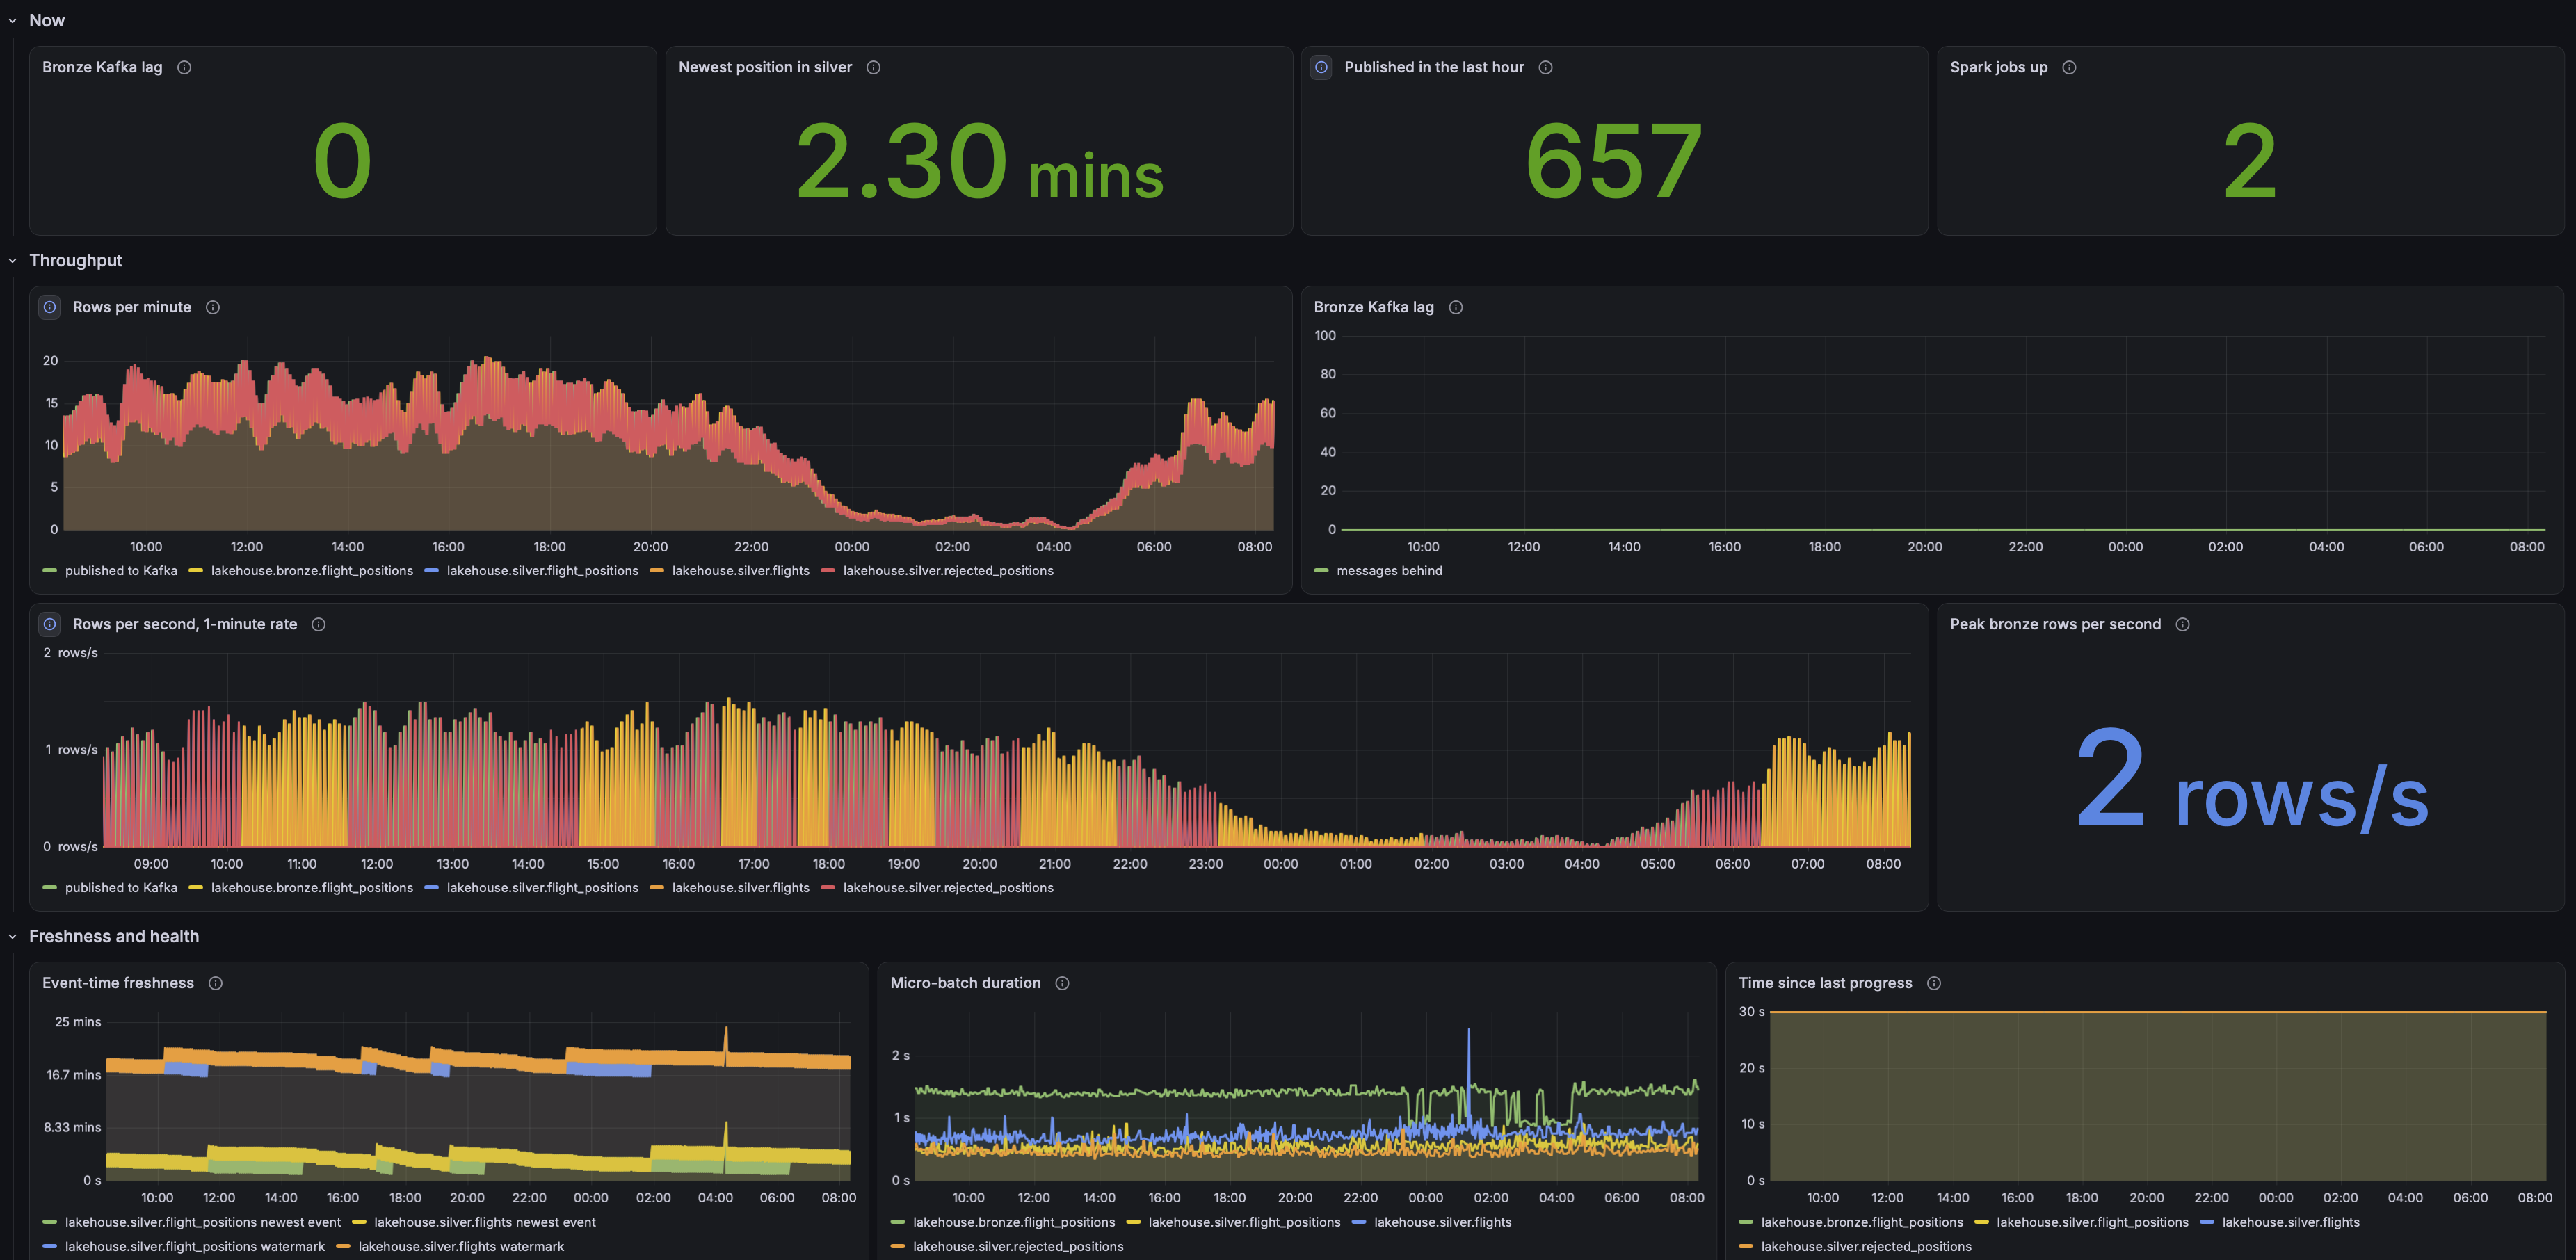 Now
Bronze Kafka lag
Newest position in silver
Published in the last hour
Spark jobs up
0
2.30 mins
657
2
Throughput
Rows per minute
20
15
10
5
0
10:00 12:00 14:00 16:00 18:00 20:00 22:00 00:00 02:00 04:00 06:00 08:00
published to Kafka lakehouse.bronze.flight_positions lakehouse.silver.flight_positions lakehouse.silver.flights lakehouse.silver.rejected_positions
Bronze Kafka lag
100
80
60
40
20
0
10:00 12:00 14:00 16:00 18:00 20:00 22:00 00:00 02:00 04:00 06:00 08:00
messages behind
Rows per second, 1-minute rate
2 rows/s
1 rows/s
0 rows/s
09:00 10:00 11:00 12:00 13:00 14:00 15:00 16:00 17:00 18:00 19:00 20:00 21:00 22:00 23:00 00:00 01:00 02:00 03:00 04:00 05:00 06:00 07:00 08:00
published to Kafka lakehouse.bronze.flight_positions lakehouse.silver.flight_positions lakehouse.silver.flights lakehouse.silver.rejected_positions
Peak bronze rows per second
2 rows/s
Freshness and health
Event-time freshness
25 mins
16.7 mins
8.33 mins
0 s
10:00 12:00 14:00 16:00 18:00 20:00 22:00 00:00 02:00 04:00 06:00 08:00
lakehouse.silver.flight_positions newest event lakehouse.silver.flights newest event
lakehouse.silver.flight_positions watermark lakehouse.silver.flights watermark
Micro-batch duration
2 s
1 s
0 s
10:00 12:00 14:00 16:00 18:00 20:00 22:00 00:00 02:00 04:00 06:00 08:00
lakehouse.bronze.flight_positions lakehouse.silver.flight_positions lakehouse.silver.flights
lakehouse.silver.rejected_positions
Time since last progress
30 s
20 s
10 s
0 s
10:00 12:00 14:00 16:00 18:00 20:00 22:00 00:00 02:00 04:00 06:00 08:00
lakehouse.bronze.flight_positions lakehouse.silver.flight_positions lakehouse.silver.flights
lakehouse.silver.rejected_positions